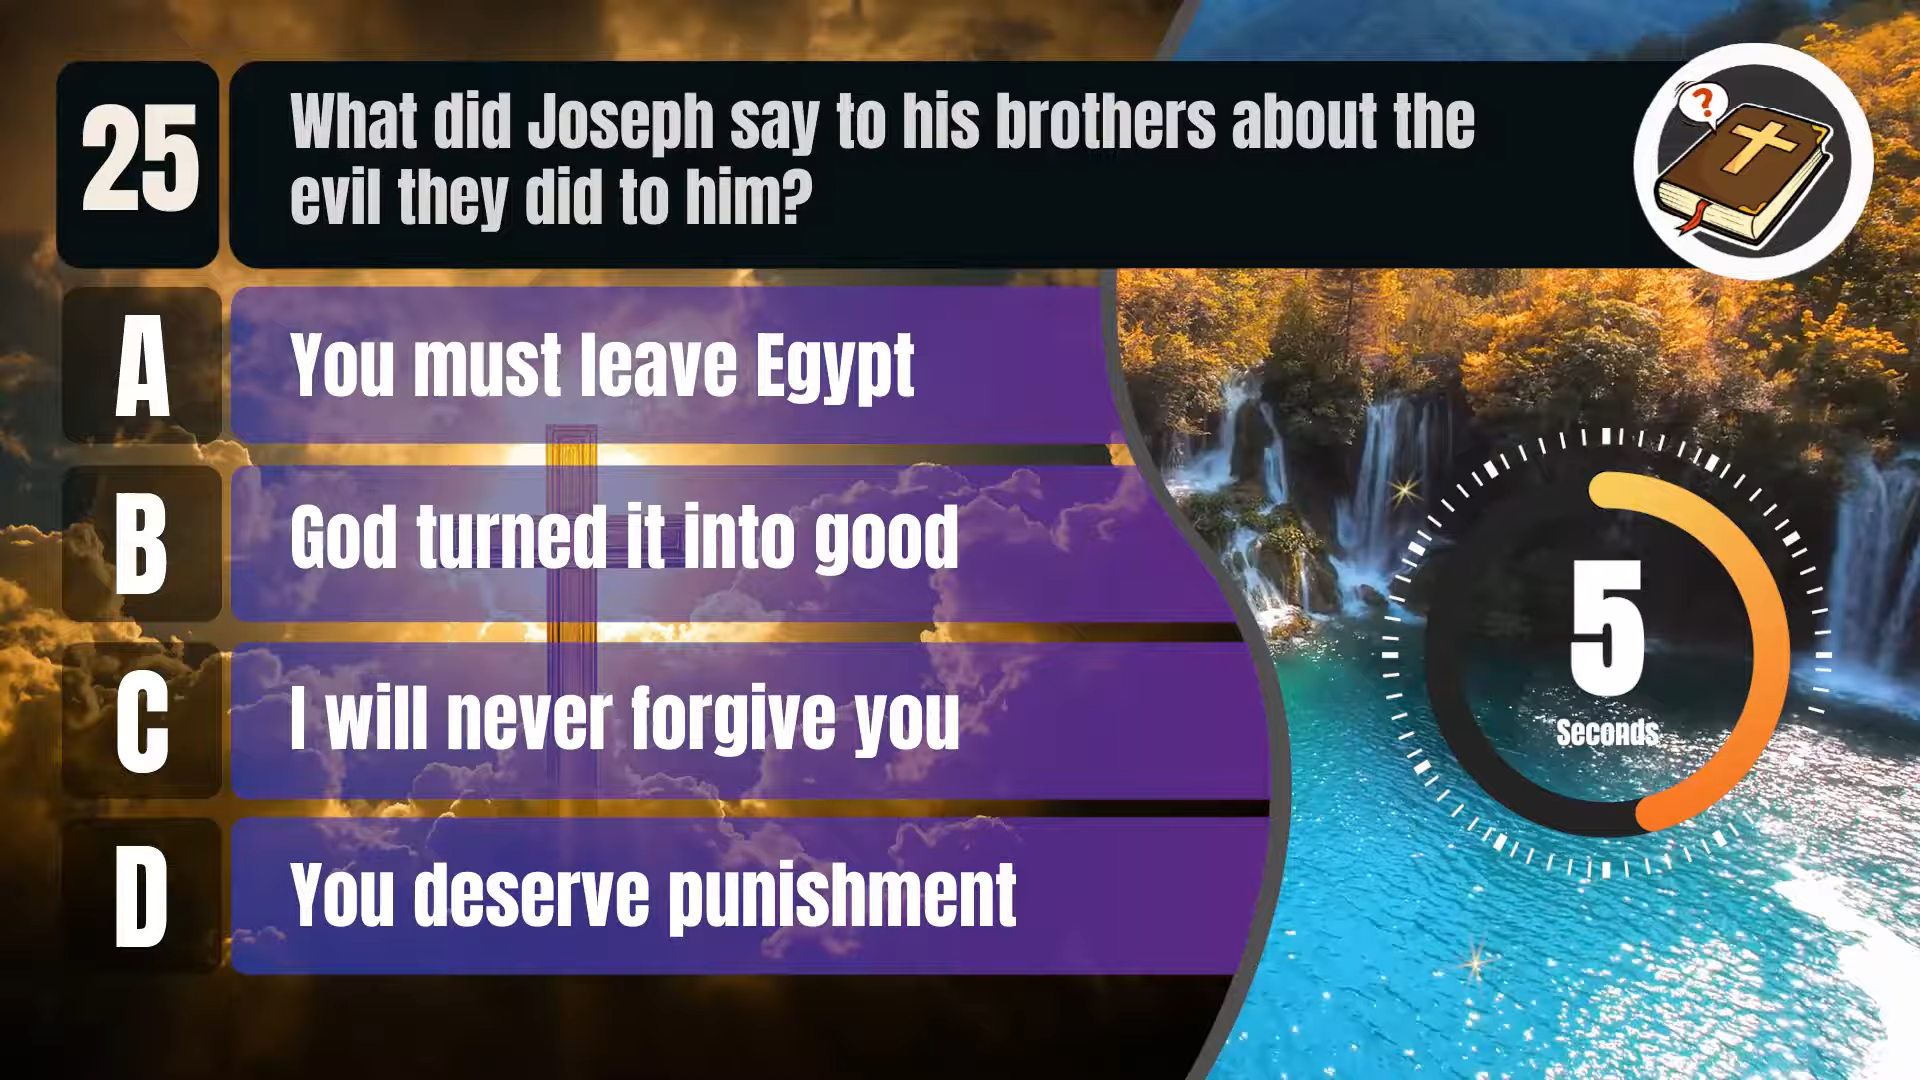 25
What did Joseph say to his brothers about the
evil they did to him?
?
A
You must leave Egypt
B
God turned it into good
C
I will never forgive you
D
You deserve punishment
5
Seconds